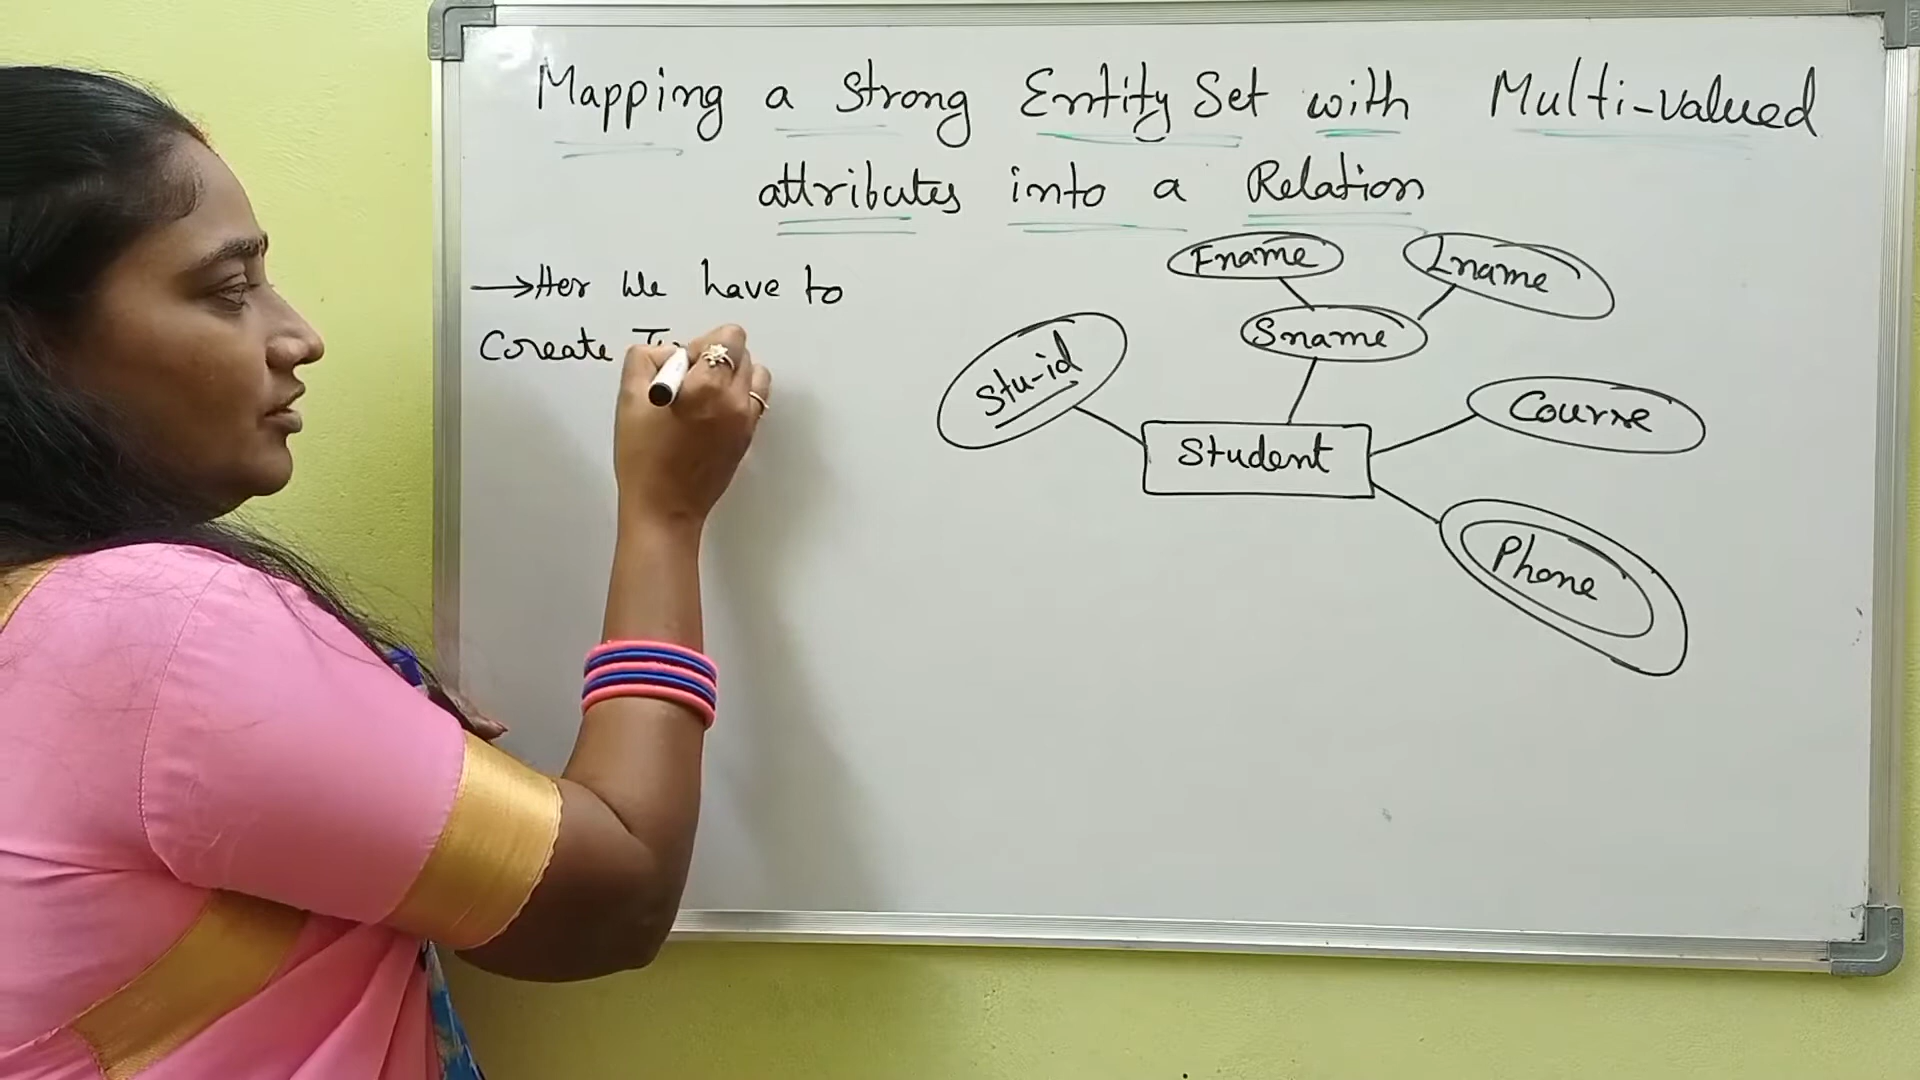 Mapping a Strong Entity Set with Multi-valued
attributes into a Relation
→Her We have to
Create
Fname
Lname
Sname
Stu-id
Course
Student
Phone